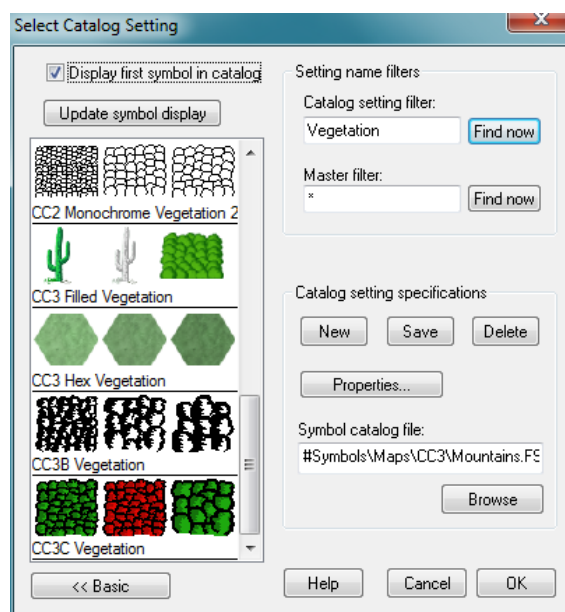 Select Catalog Setting
Display first symbol in catalog
Update symbol display
CC2 Monochrome Vegetation 2
CC3 Filled Vegetation
CC3 Hex Vegetation
CC3B Vegetation
CC3C Vegetation
<< Basic
Setting name filters
Catalog setting filter:
Vegetation
Find now
Master filter:
*
Find now
Catalog setting specifications
New
Save
Delete
Properties...
Symbol catalog file:
#Symbols\Maps\CC3\Mountains.FS
Browse
Help
Cancel
OK